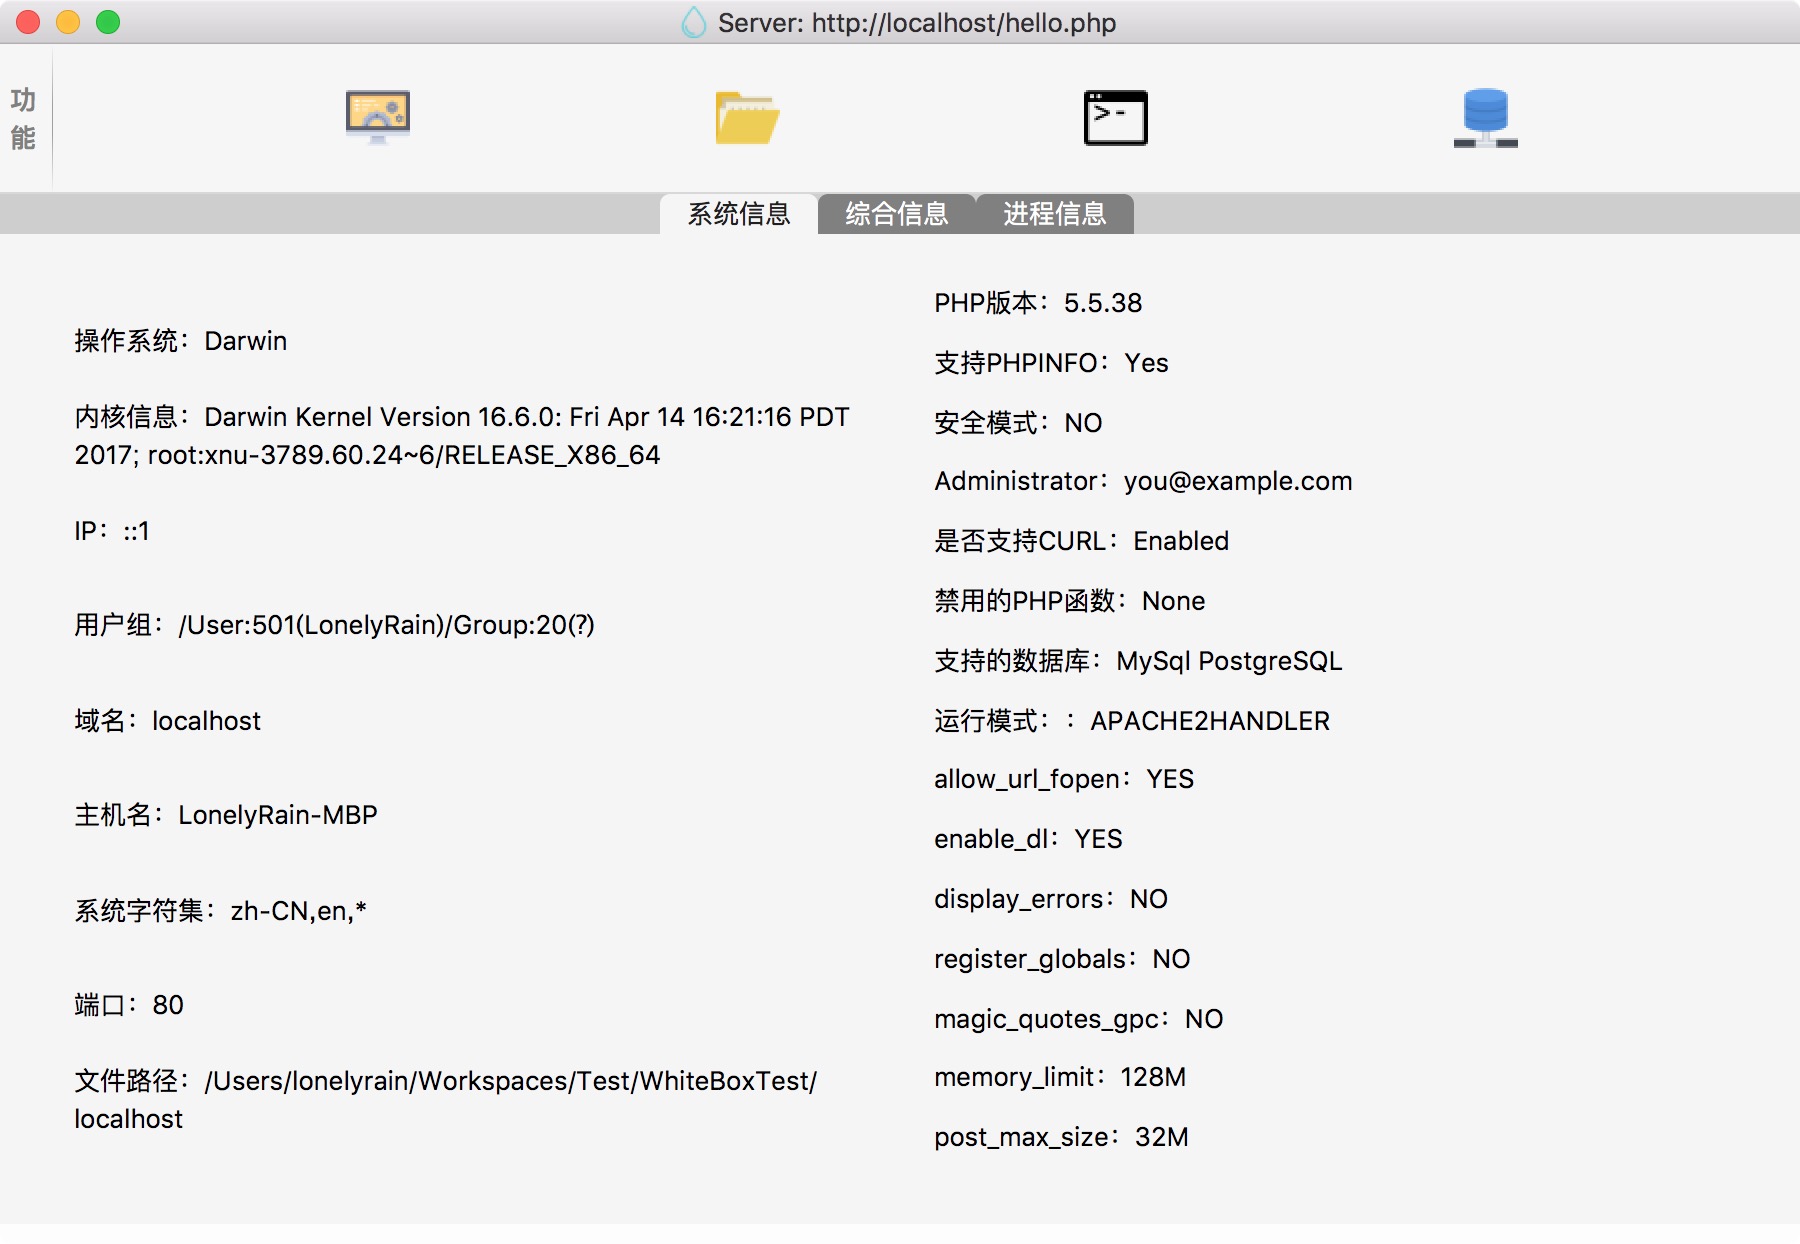 Server: http://localhost/hello.php
功
能
系统信息
综合信息
进程信息
操作系统：Darwin
内核信息：Darwin Kernel Version 16.6.0: Fri Apr 14 16:21:16 PDT
2017; root:xnu-3789.60.24~6/RELEASE_X86_64
IP：::1
用户组：/User:501(LonelyRain)/Group:20(?)
域名：localhost
主机名：LonelyRain-MBP
系统字符集：zh-CN,en,*
端口：80
文件路径：/Users/lonelyrain/Workspaces/Test/WhiteBoxTest/
localhost
PHP版本：5.5.38
支持PHPINFO：Yes
安全模式：NO
Administrator：you@example.com
是否支持CURL：Enabled
禁用的PHP函数：None
支持的数据库：MySql PostgreSQL
运行模式：：APACHE2HANDLER
allow_url_fopen：YES
enable_dl：YES
display_errors：NO
register_globals：NO
magic_quotes_gpc：NO
memory_limit：128M
post_max_size：32M